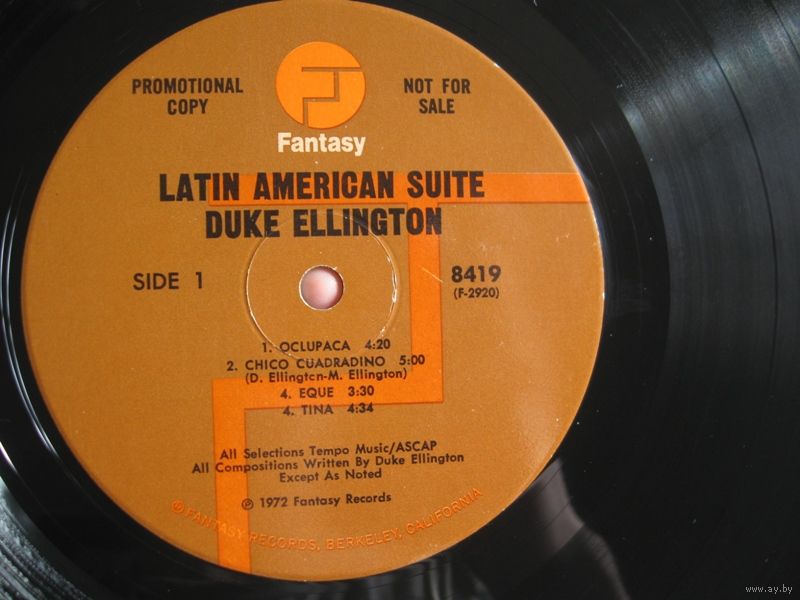 PROMOTIONAL COPY
NOT FOR SALE
Fantasy
LATIN AMERICAN SUITE
DUKE ELLINGTON
SIDE 1
8419
(F-2920)
1. OCLUPACA 4:20
2. CHICO CUADRADINO 5:00
(D. Ellington-M. Ellington)
4. EQUE 3:30
4. TINA 4:34
All Selections Tempo Music/ASCAP
All Compositions Written By Duke Ellington
Except As Noted
℗ 1972 Fantasy Records
℗ FANTASY RECORDS, BERKELEY, CALIFORNIA
www.ay.by